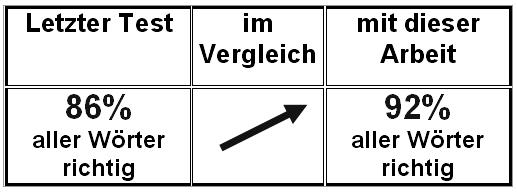 Letzter Test
im
Vergleich
mit dieser
Arbeit
86%
aller Wörter
richtig
92%
aller Wörter
richtig